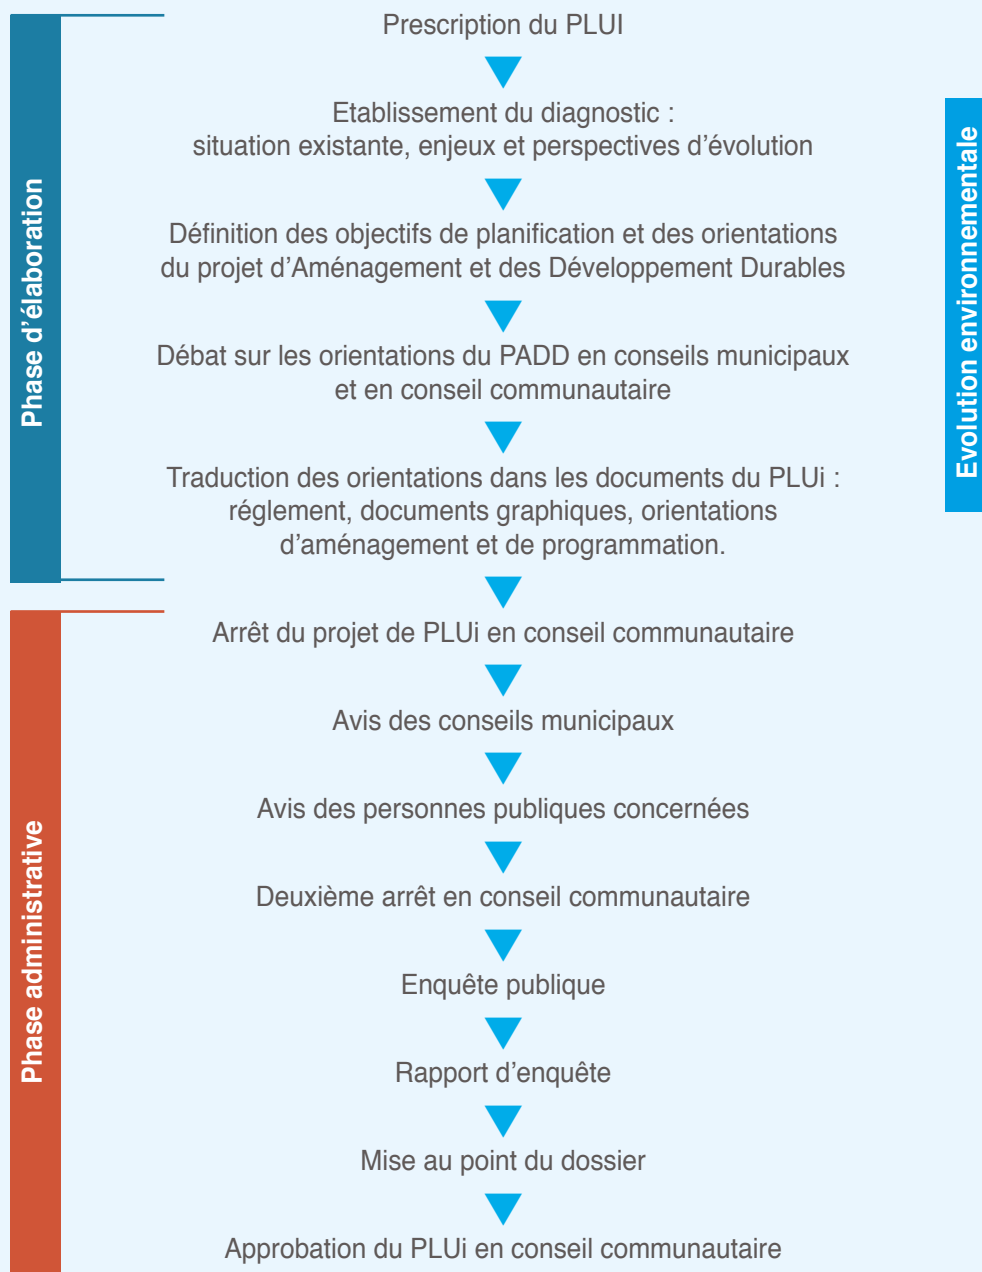 Prescription du PLUI
Etablissement du diagnostic :
situation existante, enjeux et perspectives d'évolution
Définition des objectifs de planification et des orientations
du projet d'Aménagement et des Développement Durables
Débat sur les orientations du PADD en conseils municipaux
et en conseil communautaire
Traduction des orientations dans les documents du PLUi :
réglement, documents graphiques, orientations
d'aménagement et de programmation.
Phase d'élaboration
Evolution environnementale
Arrêt du projet de PLUi en conseil communautaire
Avis des conseils municipaux
Avis des personnes publiques concernées
Deuxième arrêt en conseil communautaire
Enquête publique
Rapport d'enquête
Mise au point du dossier
Approbation du PLUi en conseil communautaire
Phase administrative